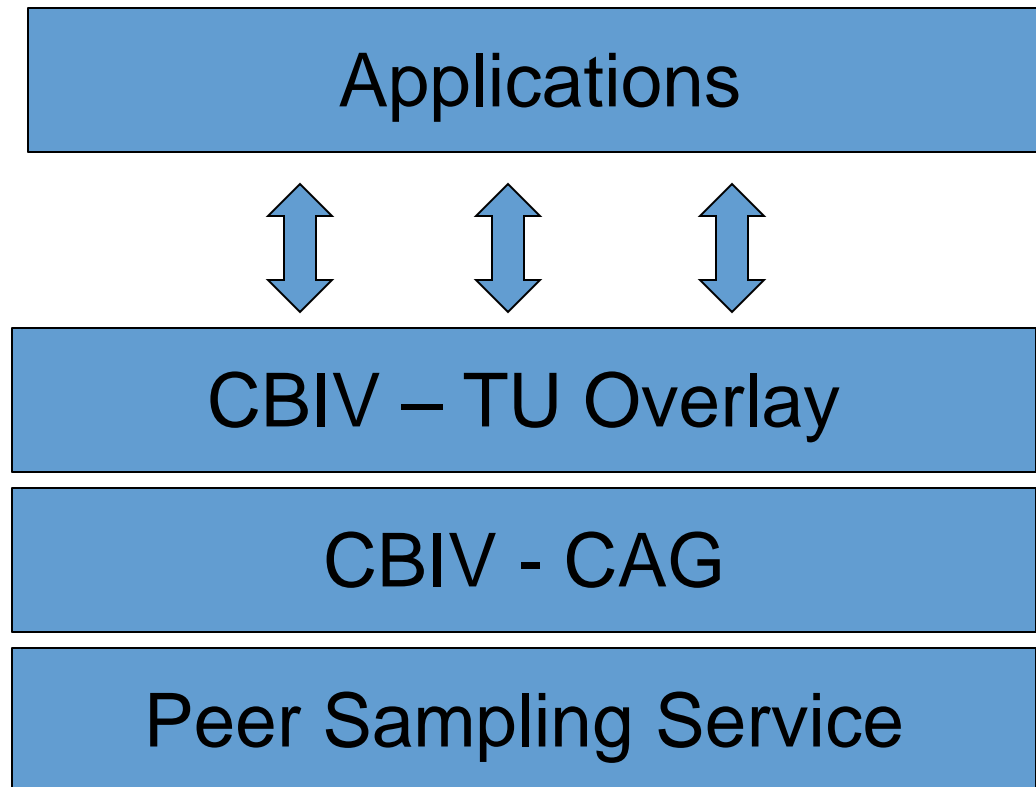 Applications
CBIV – TU Overlay
CBIV - CAG
Peer Sampling Service